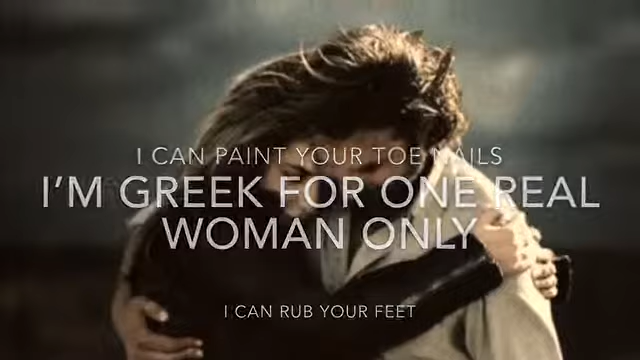 I CAN PAINT YOUR TOE NAILS
I'M GREEK FOR ONE REAL
WOMAN ONLY
I CAN RUB YOUR FEET